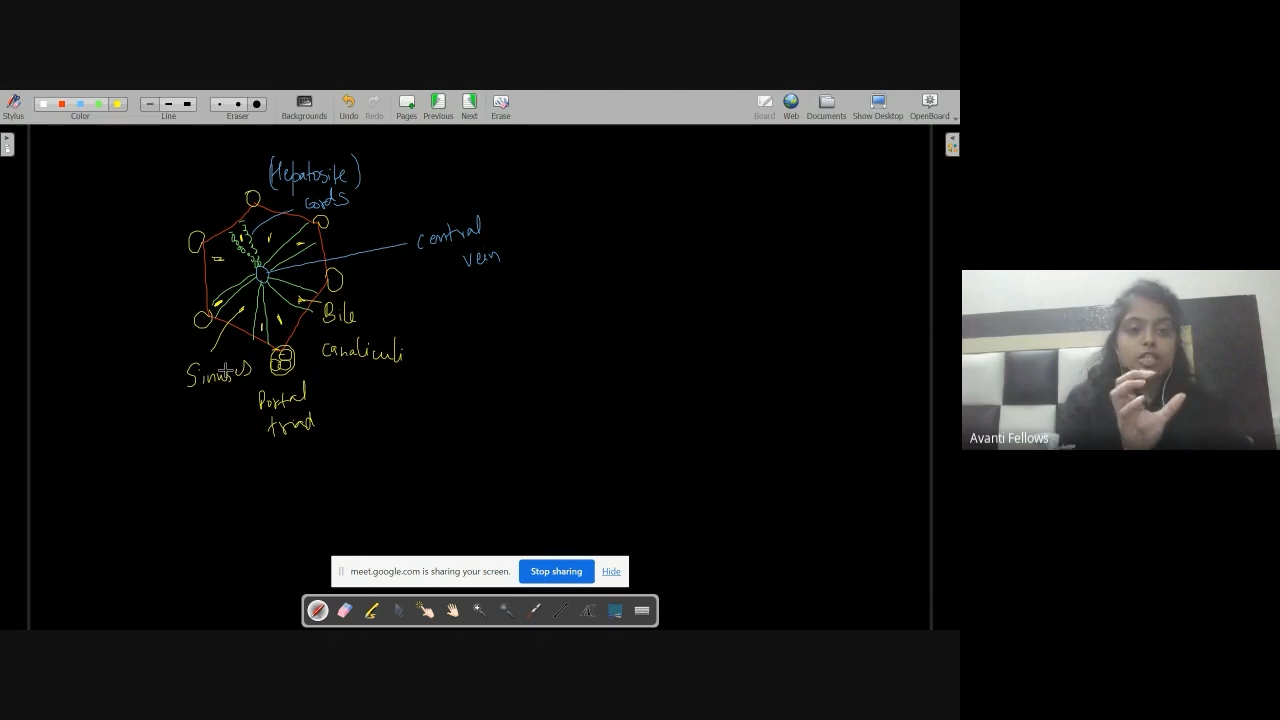 Stylus
Color
Line
Eraser
Backgrounds
Undo
Redo
Pages
Previous
Next
Erase
Board
Web
Documents
Show Desktop
OpenBoard
(Hepatosite)
cords
central
vein
Bile
canaliculi
Sinus
Portal
triad
Avanti Fellows
meet.google.com is sharing your screen.
Stop sharing
Hide